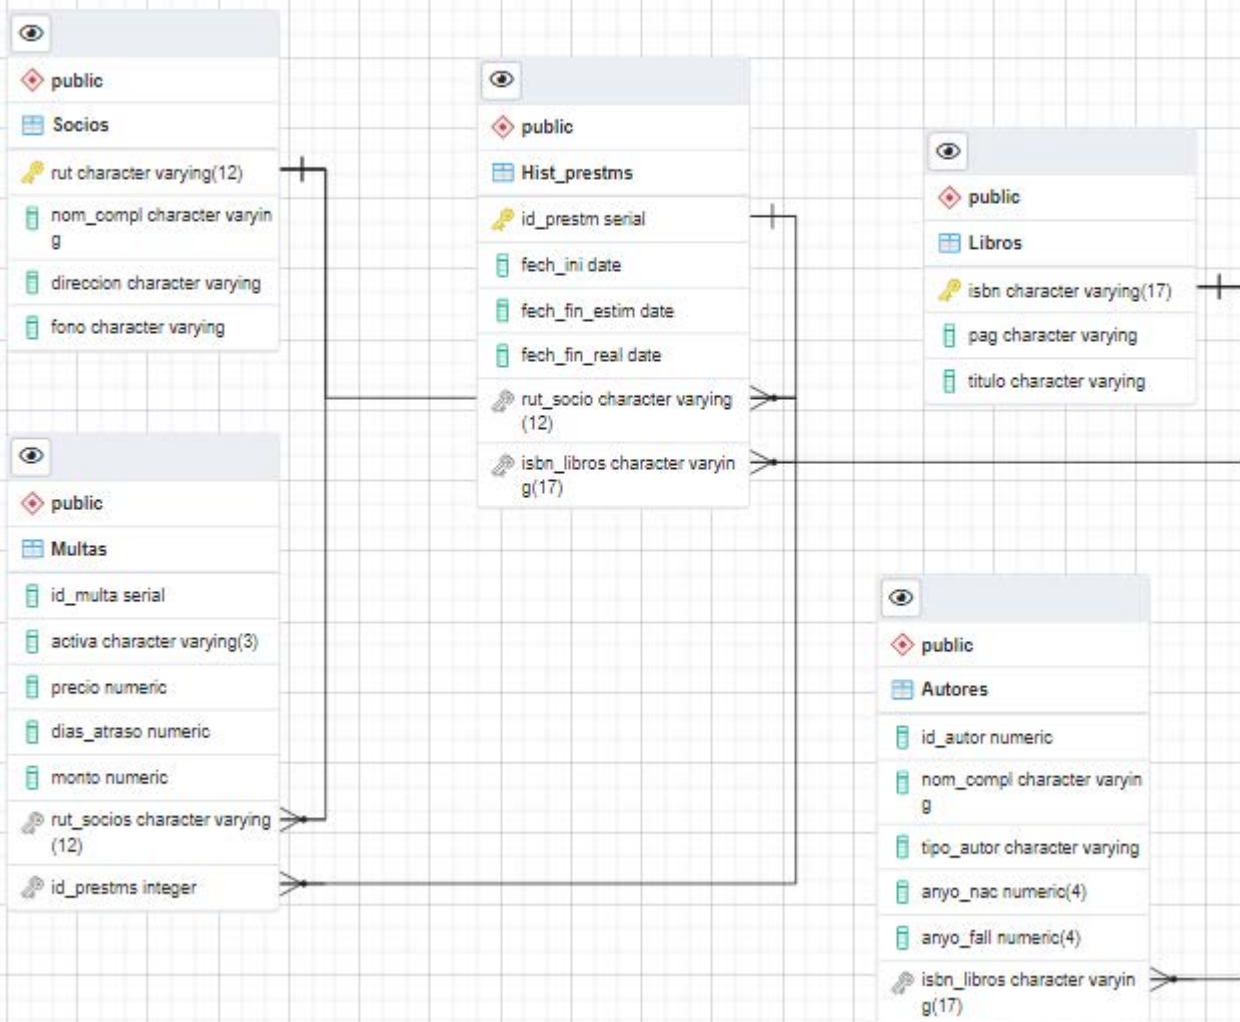 public
Socios
rut character varying(12)
nom_compl character varyin
g
direccion character varying
fono character varying
public
Hist_prestms
id_prestm serial
fech_ini date
fech_fin_estim date
fech_fin_real date
rut_socio character varying
(12)
isbn_libros character varyin
g(17)
public
Libros
isbn character varying(17)
pag character varying
titulo character varying
public
Multas
id_multa serial
activa character varying(3)
precio numeric
dias_atraso numeric
monto numeric
rut_socios character varying
(12)
id_prestms integer
public
Autores
id_autor numeric
nom_compl character varyin
g
tipo_autor character varying
anyo_nac numeric(4)
anyo_fall numeric(4)
isbn_libros character varyin
g(17)